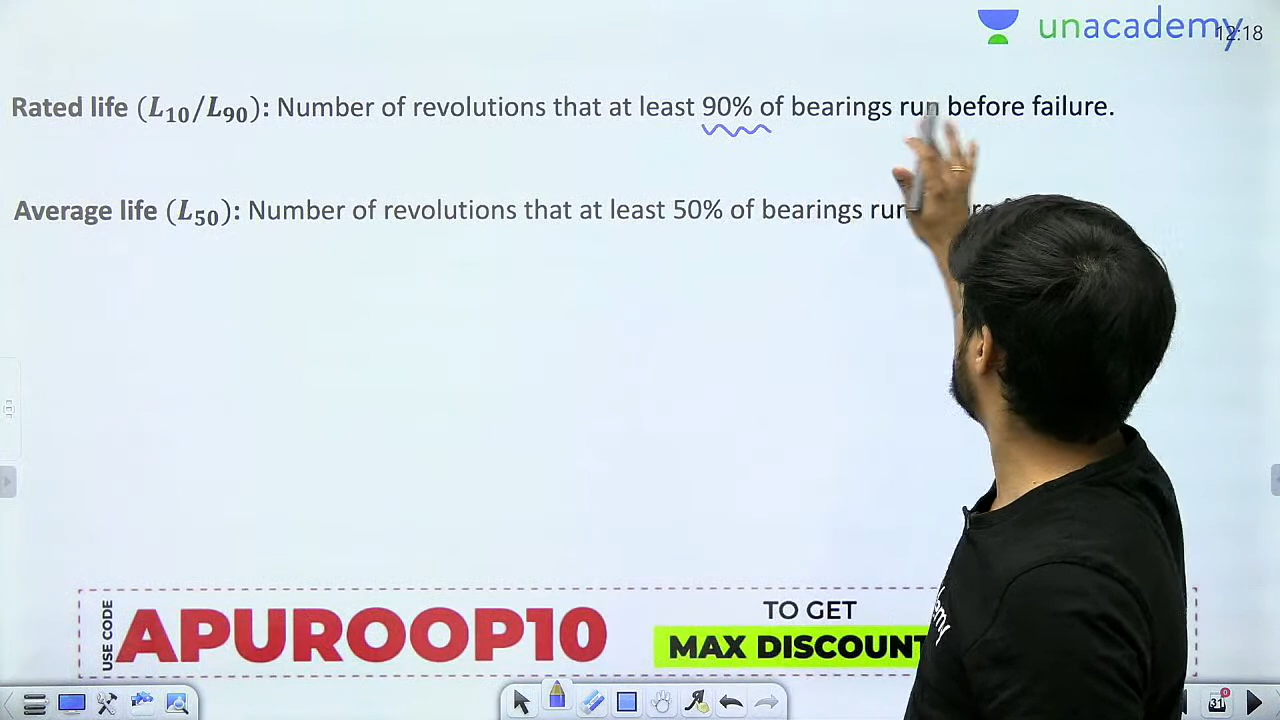 unacademy
12:18
Rated life (L10/L90): Number of revolutions that at least 90% of bearings run before failure.
Average life (L50): Number of revolutions that at least 50% of bearings run
USE CODE
APUROOP10
TO GET
MAX DISCOUNT
31
0